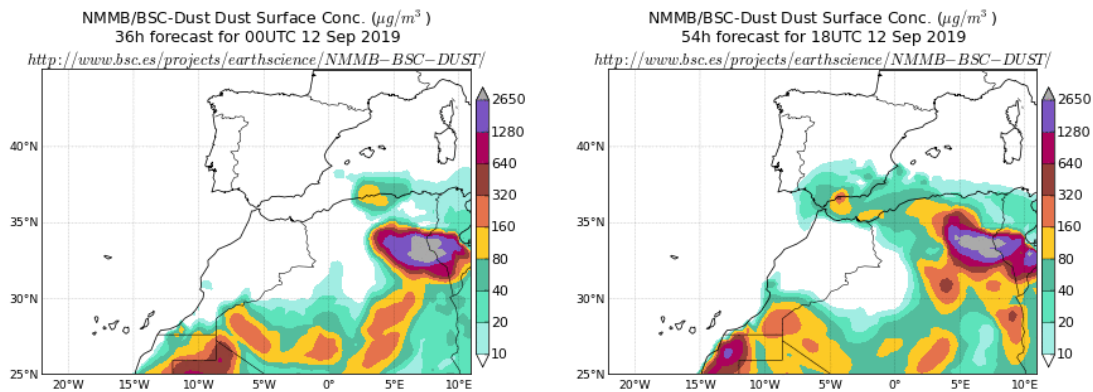 NMMB/BSC-Dust Dust Surface Conc. (μg/m³)
36h forecast for 00UTC 12 Sep 2019
http://www.bsc.es/projects/earthscience/NMMB−BSC−DUST/
40°N
35°N
30°N
25°N
20°W 15°W 10°W 5°W 0° 5°E 10°E
2650
1280
640
320
160
80
40
20
10
NMMB/BSC-Dust Dust Surface Conc. (μg/m³)
54h forecast for 18UTC 12 Sep 2019
http://www.bsc.es/projects/earthscience/NMMB−BSC−DUST/
40°N
35°N
30°N
25°N
20°W 15°W 10°W 5°W 0° 5°E 10°E
2650
1280
640
320
160
80
40
20
10